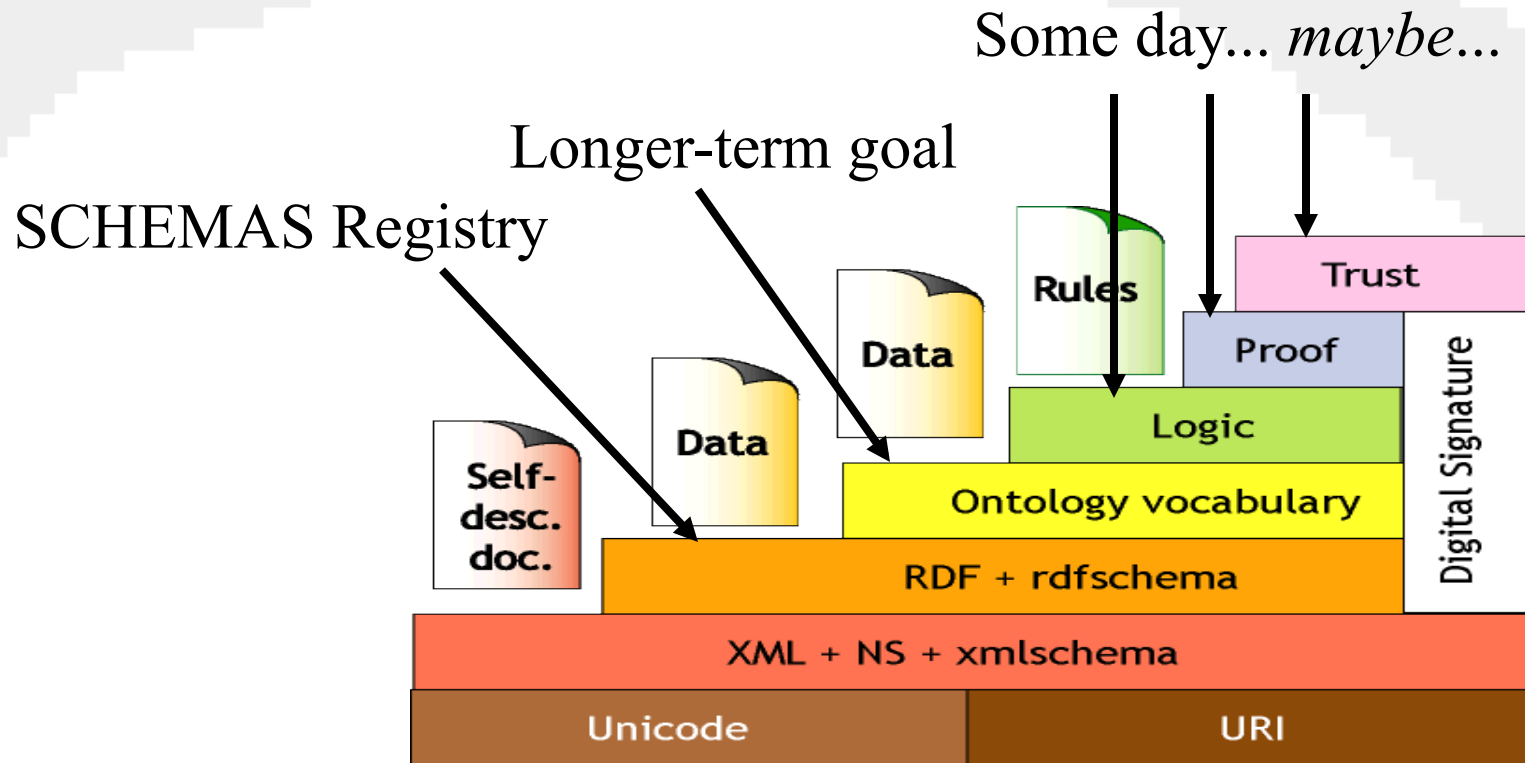 Some day... maybe...
Longer-term goal
SCHEMAS Registry
Rules
Trust
Data
Proof
Data
Logic
Self-
desc.
doc.
Ontology vocabulary
Digital Signature
RDF + rdfschema
XML + NS + xmlschema
Unicode
URI